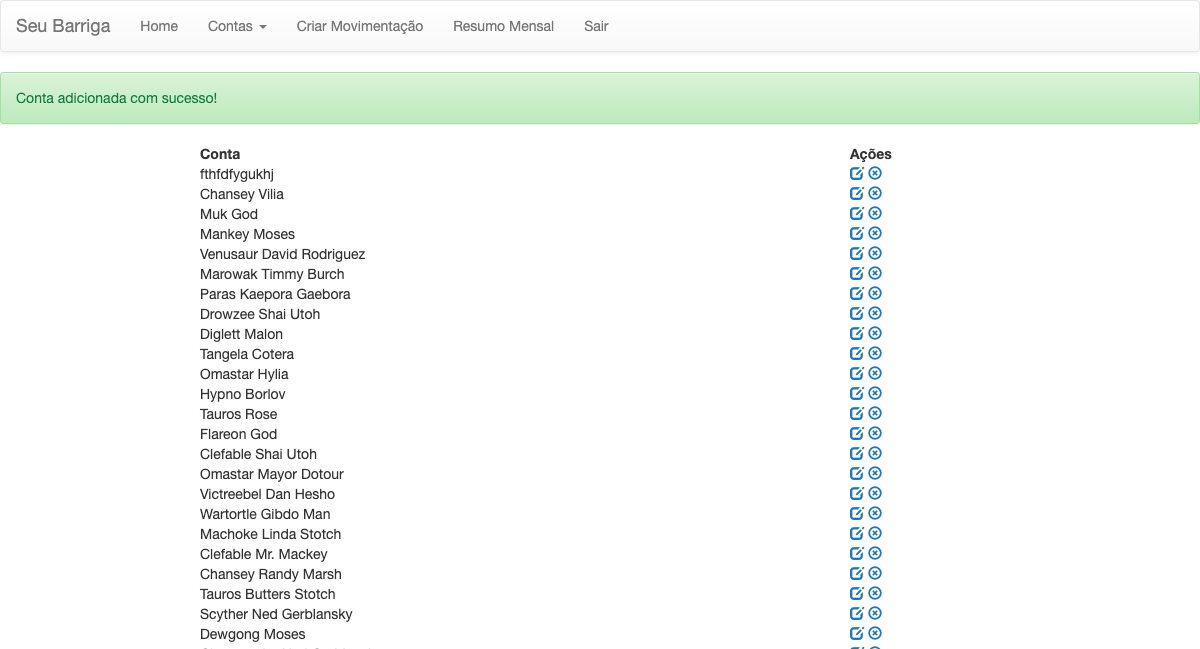 Seu Barriga Home Contas Criar Movimentação Resumo Mensal Sair
Conta adicionada com sucesso!
Conta Ações
fthfdfygukhj
Chansey Vilia
Muk God
Mankey Moses
Venusaur David Rodriguez
Marowak Timmy Burch
Paras Kaepora Gaebora
Drowzee Shai Utoh
Diglett Malon
Tangela Cotera
Omastar Hylia
Hypno Borlov
Tauros Rose
Flareon God
Clefable Shai Utoh
Omastar Mayor Dotour
Victreebel Dan Hesho
Wartortle Gibdo Man
Machoke Linda Stotch
Clefable Mr. Mackey
Chansey Randy Marsh
Tauros Butters Stotch
Scyther Ned Gerblansky
Dewgong Moses